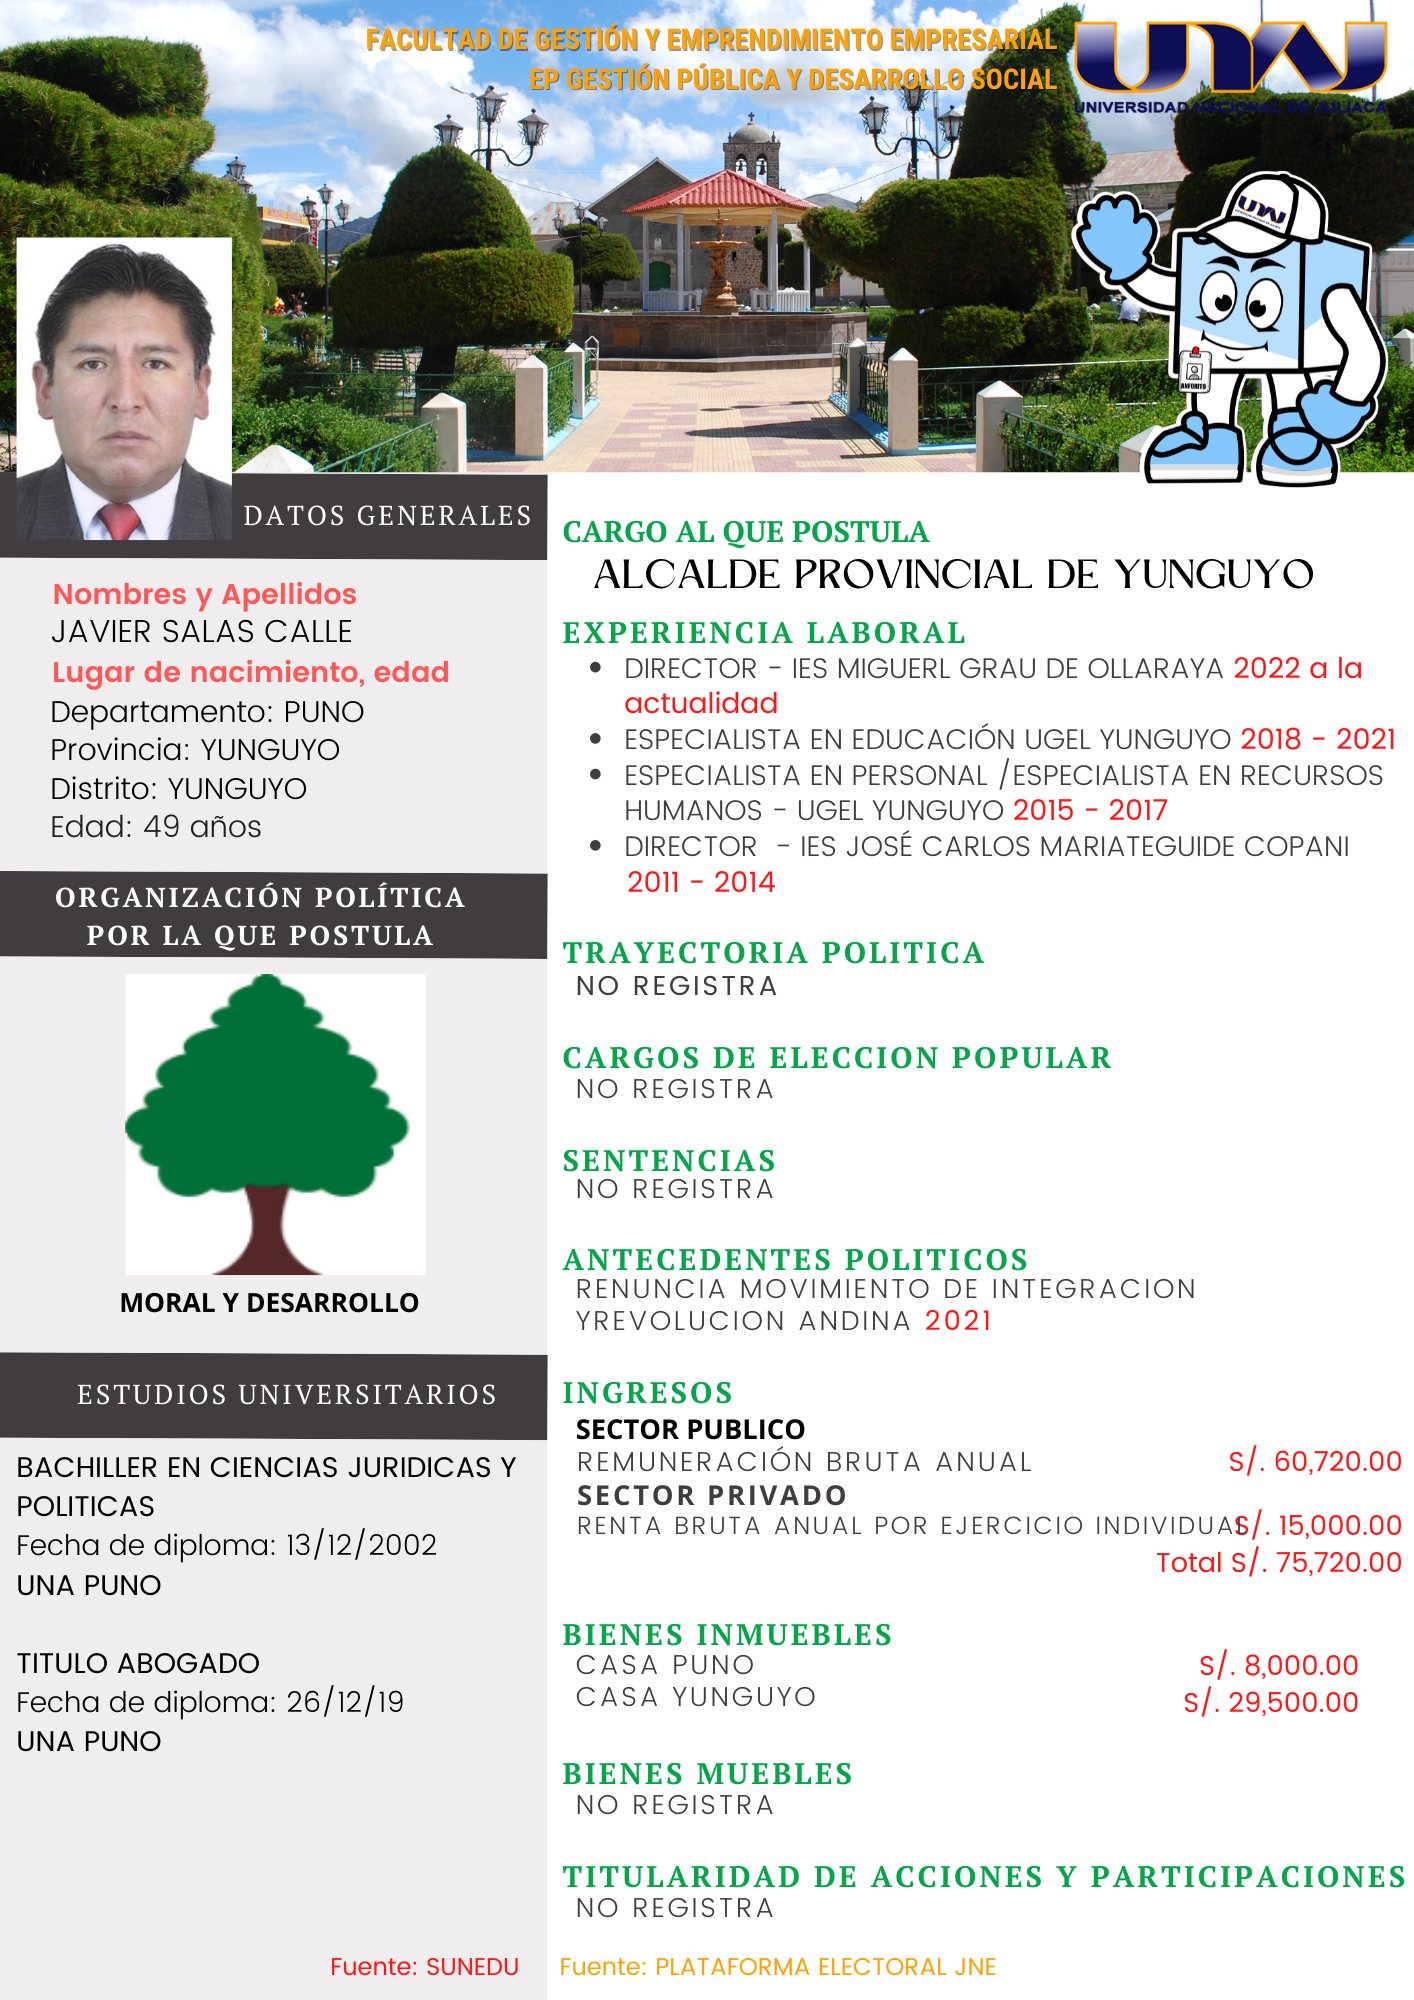 FACULTAD DE GESTIÓN Y EMPRENDIMIENTO EMPRESARIAL
EP GESTIÓN PÚBLICA Y DESARROLLO SOCIAL
UNAJ
UNIVERSIDAD NACIONAL DE JULIACA
UNAJ
ANFORITO
DATOS GENERALES
Nombres y Apellidos
JAVIER SALAS CALLE
Lugar de nacimiento, edad
Departamento: PUNO
Provincia: YUNGUYO
Distrito: YUNGUYO
Edad: 49 años
ORGANIZACIÓN POLÍTICA
POR LA QUE POSTULA
MORAL Y DESARROLLO
ESTUDIOS UNIVERSITARIOS
BACHILLER EN CIENCIAS JURIDICAS Y
POLITICAS
Fecha de diploma: 13/12/2002
UNA PUNO
TITULO ABOGADO
Fecha de diploma: 26/12/19
UNA PUNO
Fuente: SUNEDU
CARGO AL QUE POSTULA
ALCALDE PROVINCIAL DE YUNGUYO
EXPERIENCIA LABORAL
• DIRECTOR - IES MIGUERL GRAU DE OLLARAYA 2022 a la
actualidad
• ESPECIALISTA EN EDUCACIÓN UGEL YUNGUYO 2018 - 2021
• ESPECIALISTA EN PERSONAL /ESPECIALISTA EN RECURSOS
HUMANOS - UGEL YUNGUYO 2015 - 2017
• DIRECTOR - IES JOSÉ CARLOS MARIATEGUIDE COPANI
2011 - 2014
TRAYECTORIA POLITICA
NO REGISTRA
CARGOS DE ELECCION POPULAR
NO REGISTRA
SENTENCIAS
NO REGISTRA
ANTECEDENTES POLITICOS
RENUNCIA MOVIMIENTO DE INTEGRACION
YREVOLUCION ANDINA 2021
INGRESOS
SECTOR PUBLICO
REMUNERACIÓN BRUTA ANUAL S/. 60,720.00
SECTOR PRIVADO
RENTA BRUTA ANUAL POR EJERCICIO INDIVIDUAL S/. 15,000.00
Total S/. 75,720.00
BIENES INMUEBLES
CASA PUNO S/. 8,000.00
CASA YUNGUYO S/. 29,500.00
BIENES MUEBLES
NO REGISTRA
TITULARIDAD DE ACCIONES Y PARTICIPACIONES
NO REGISTRA
Fuente: PLATAFORMA ELECTORAL JNE